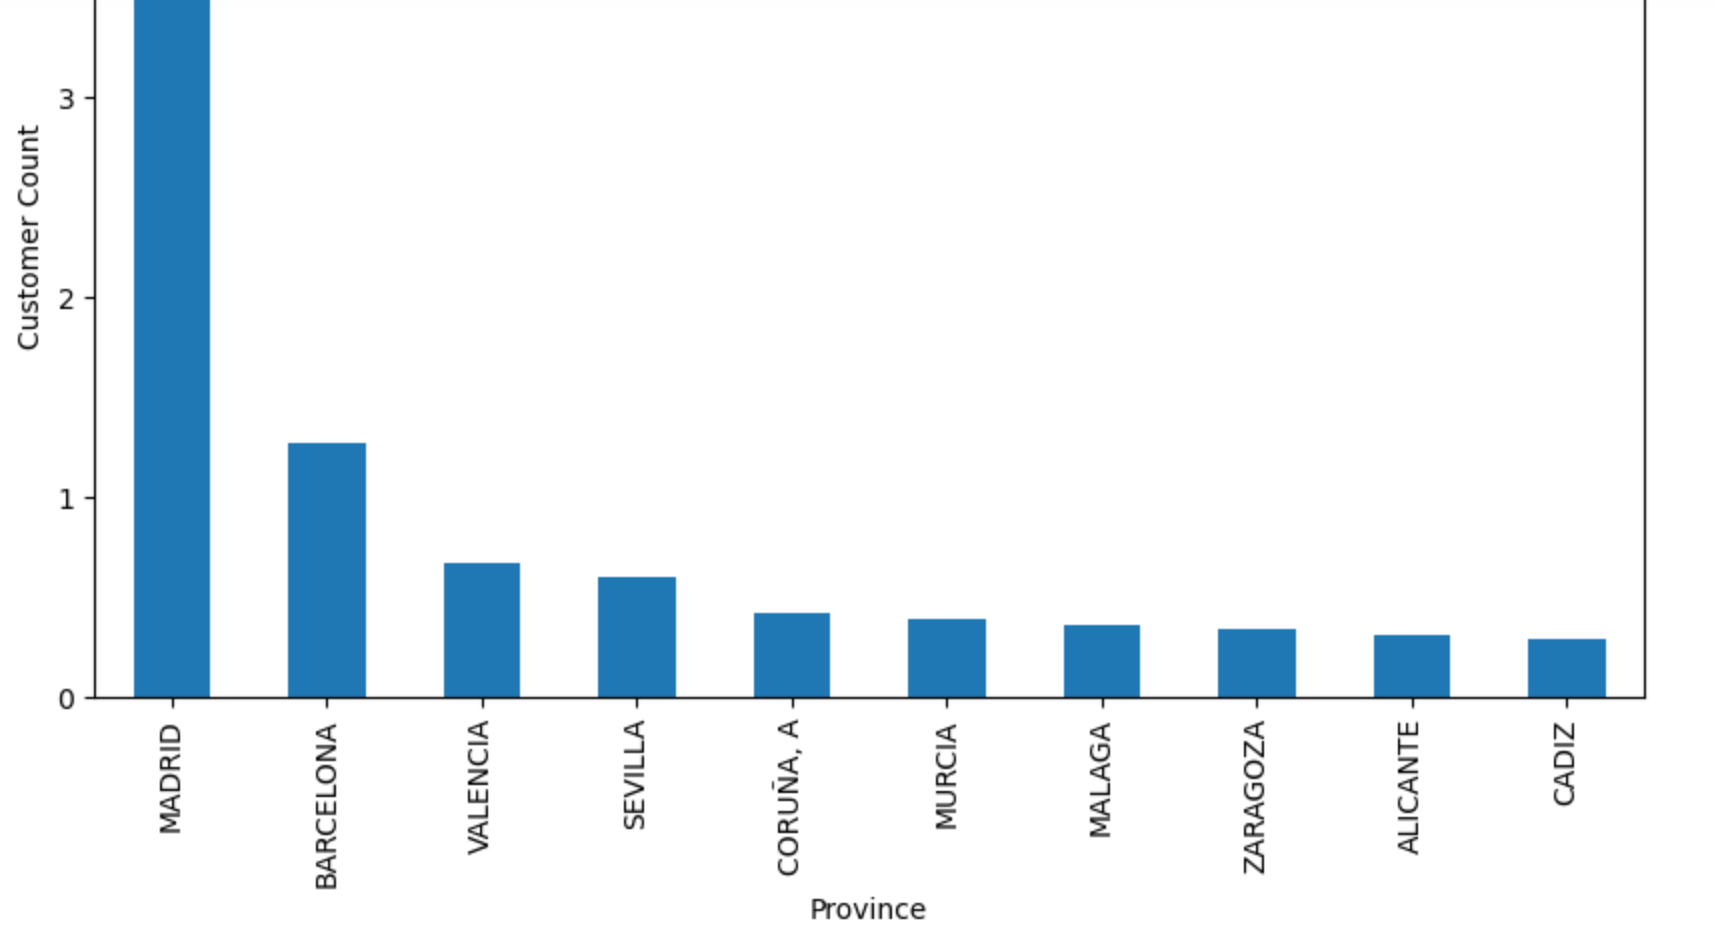 3
2
1
0
Customer Count
MADRID
BARCELONA
VALENCIA
SEVILLA
CORUÑA, A
MURCIA
MALAGA
ZARAGOZA
ALICANTE
CADIZ
Province